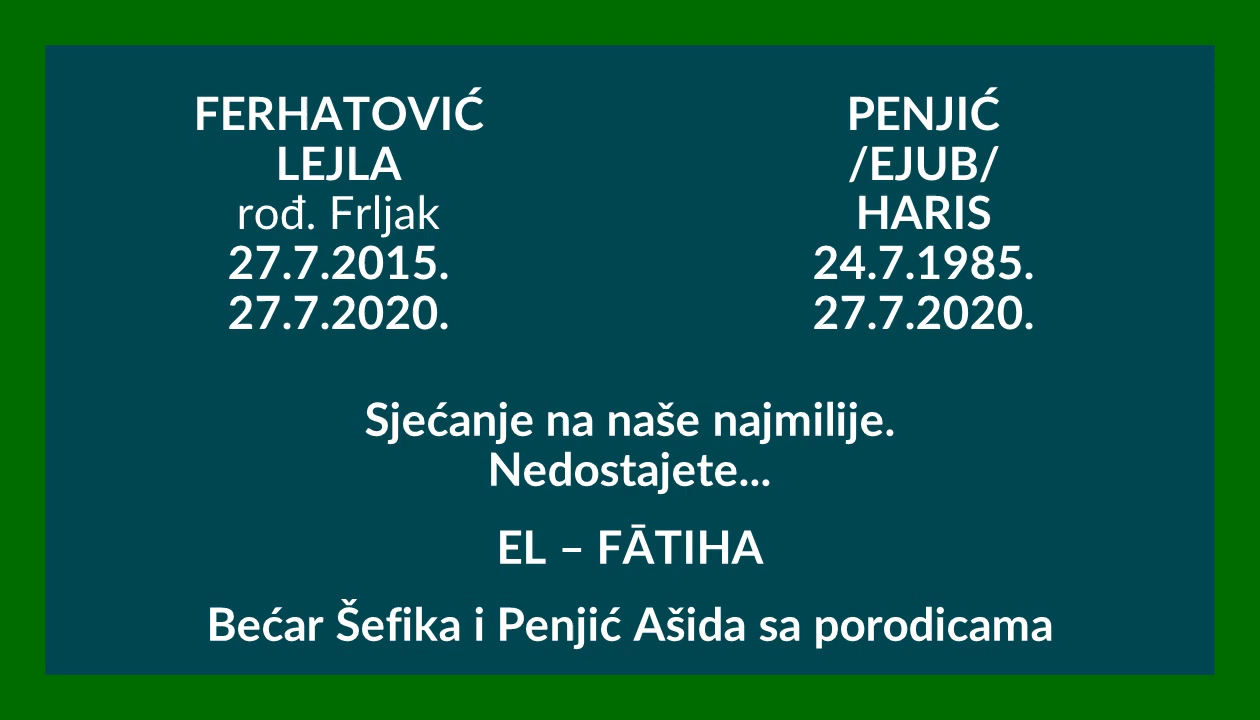 FERHATOVIĆ
LEJLA
rođ. Frljak
27.7.2015.
27.7.2020.
PENJIĆ
/EJUB/
HARIS
24.7.1985.
27.7.2020.
Sjećanje na naše najmilije.
Nedostajete...
EL – FĀTIHA
Bećar Šefika i Penjić Ašida sa porodicama